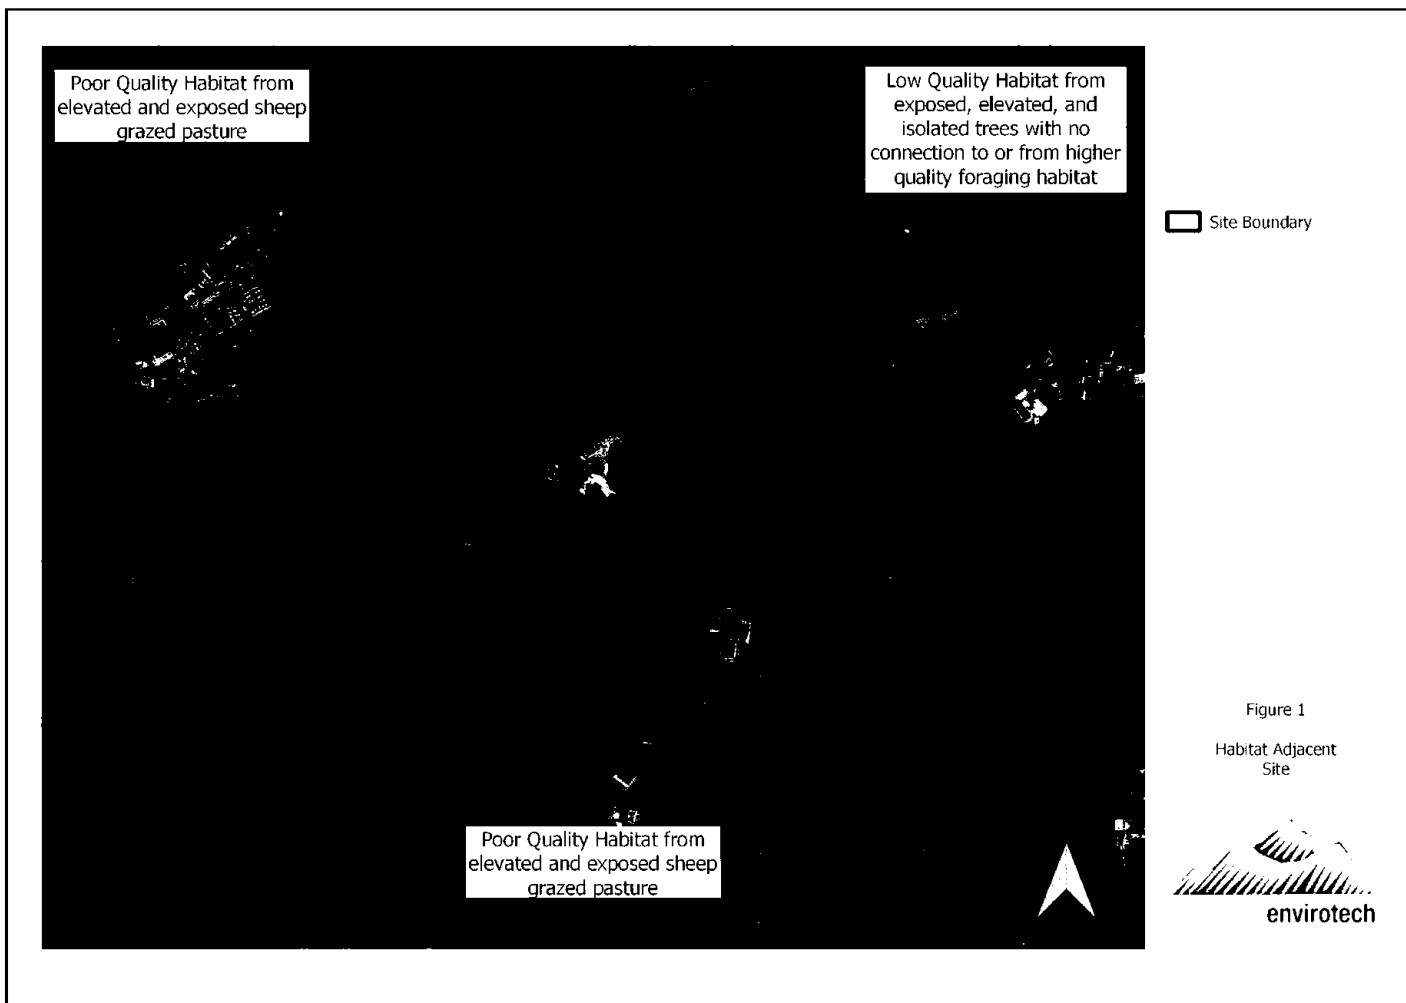 Poor Quality Habitat from
elevated and exposed sheep
grazed pasture
Low Quality Habitat from
exposed, elevated, and
isolated trees with no
connection to or from higher
quality foraging habitat
Site Boundary
Poor Quality Habitat from
elevated and exposed sheep
grazed pasture
Figure 1
Habitat Adjacent
Site
envirotech